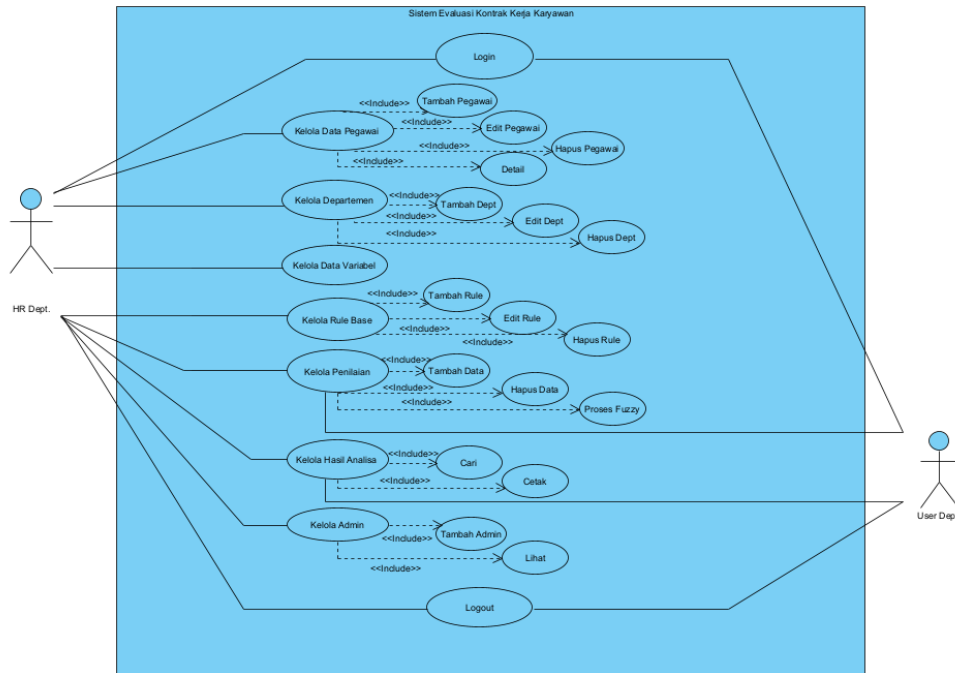 Sistem Evaluasi Kontrak Kerja Karyawan
Login
<<Include>>
Tambah Pegawai
Kelola Data Pegawai
<<Include>>
Edit Pegawai
<<Include>>
Hapus Pegawai
<<Include>>
Detail
Kelola Departemen
<<Include>>
Tambah Dept
<<Include>>
Edit Dept
<<Include>>
Hapus Dept
Kelola Data Variabel
HR Dept.
<<Include>>
Tambah Rule
Kelola Rule Base
<<Include>>
Edit Rule
<<Include>>
Hapus Rule
Kelola Penilaian
<<Include>>
Tambah Data
<<Include>>
Hapus Data
<<Include>>
Proses Fuzzy
Kelola Hasil Analisa
<<Include>>
Cari
<<Include>>
Cetak
User Dep
Kelola Admin
<<Include>>
Tambah Admin
<<Include>>
Lihat
Logout